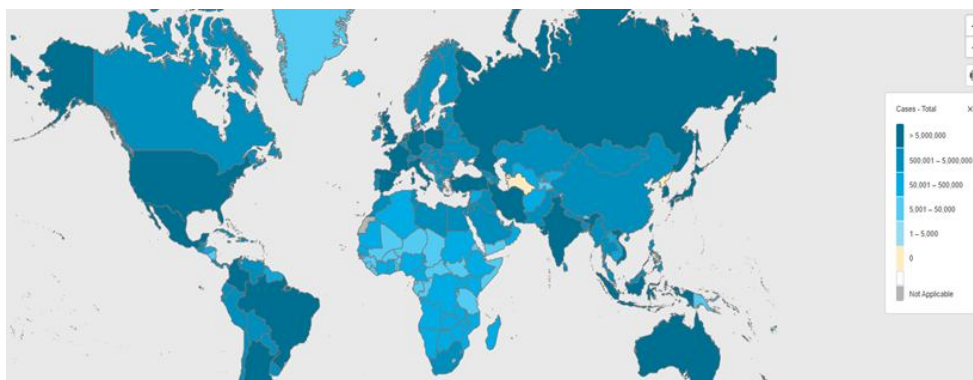 Cases - Total
> 5,000,000
500,001 – 5,000,000
50,001 – 500,000
5,001 – 50,000
1 – 5,000
0
Not Applicable